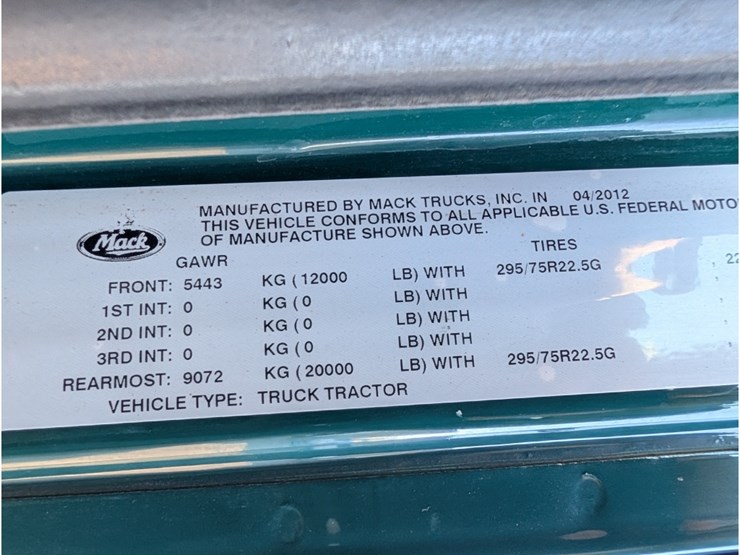 Mack
MANUFACTURED BY MACK TRUCKS, INC. IN 04/2012
THIS VEHICLE CONFORMS TO ALL APPLICABLE U.S. FEDERAL MOTO
OF MANUFACTURE SHOWN ABOVE.
GAWR TIRES
FRONT: 5443 KG ( 12000 LB) WITH 295/75R22.5G 22
1ST INT: 0 KG ( 0 LB) WITH
2ND INT: 0 KG ( 0 LB) WITH
3RD INT: 0 KG ( 0 LB) WITH
REARMOST: 9072 KG ( 20000 LB) WITH 295/75R22.5G
VEHICLE TYPE: TRUCK TRACTOR